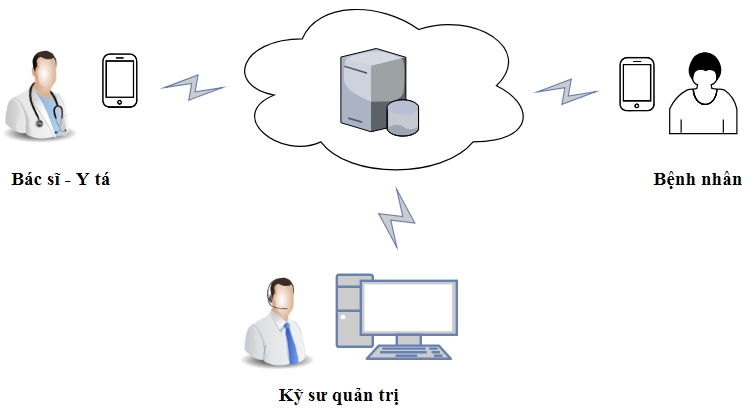 Bác sĩ - Y tá
Bệnh nhân
Kỹ sư quản trị